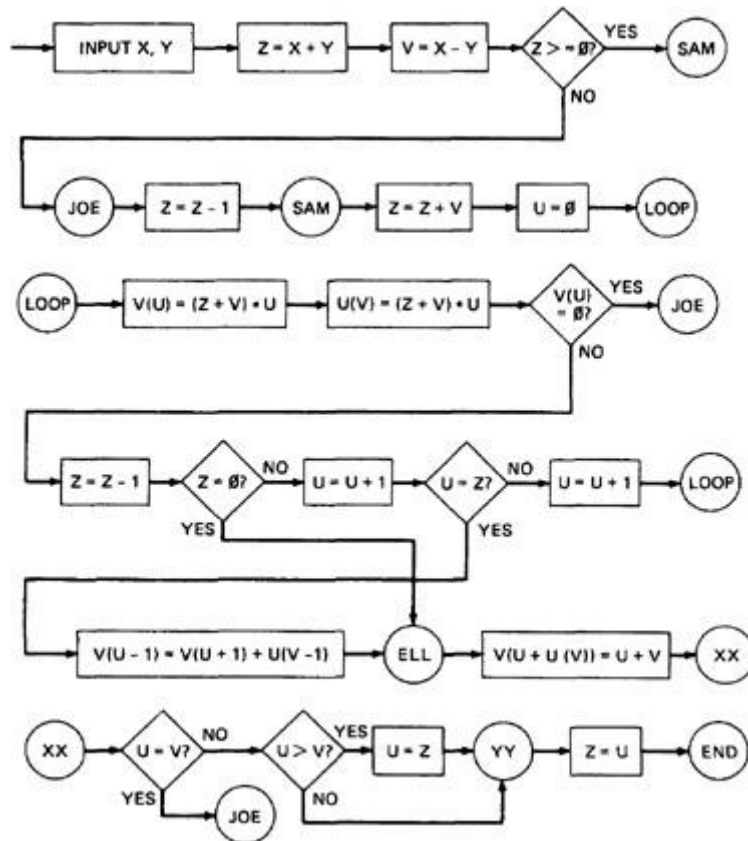 INPUT X, Y
Z = X + Y
V = X - Y
Z > = Ø?
YES
SAM
NO
JOE
Z = Z - 1
SAM
Z = Z + V
U = Ø
LOOP
LOOP
V(U) = (Z + V) * U
U(V) = (Z + V) * U
V(U)
= Ø?
YES
JOE
NO
Z = Z - 1
Z = Ø?
NO
U = U + 1
U = Z?
NO
U = U + 1
LOOP
YES
YES
V(U - 1) = V(U + 1) + U(V - 1)
ELL
V(U + U (V)) = U + V
XX
XX
U = V?
NO
U > V?
YES
U = Z
YY
Z = U
END
YES
JOE
NO